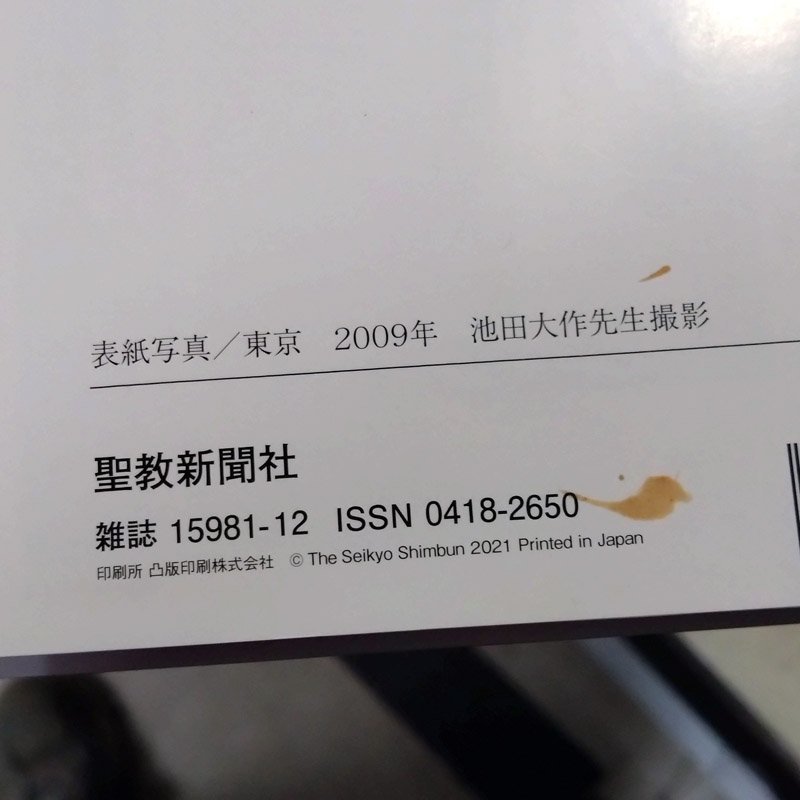 表紙写真／東京　2009年　池田大作先生撮影
聖教新聞社
雑誌 15981-12　ISSN 0418-2650
印刷所 凸版印刷株式会社　© The Seikyo Shimbun 2021 Printed in Japan